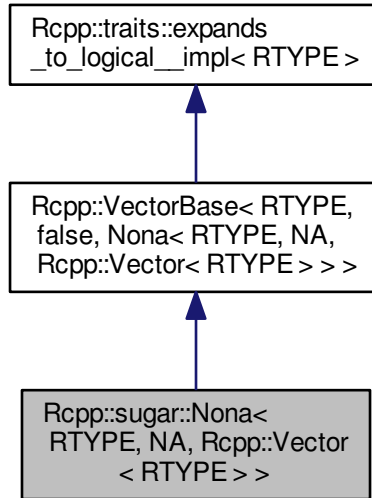 Rcpp::traits::expands
_to_logical__impl< RTYPE >
Rcpp::VectorBase< RTYPE,
false, Nona< RTYPE, NA,
Rcpp::Vector< RTYPE > > >
Rcpp::sugar::Nona<
RTYPE, NA, Rcpp::Vector
< RTYPE > >